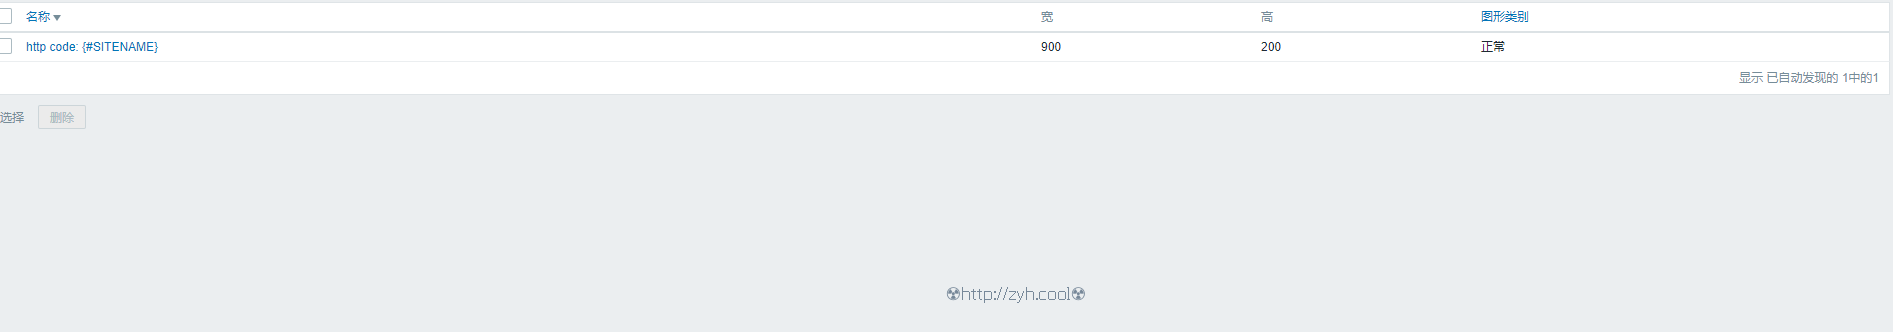 名称 宽 高 图形类别
http code: {#SITENAME} 900 200 正常
显示 已自动发现的 1中的1
选择 删除
http://zyh.cool